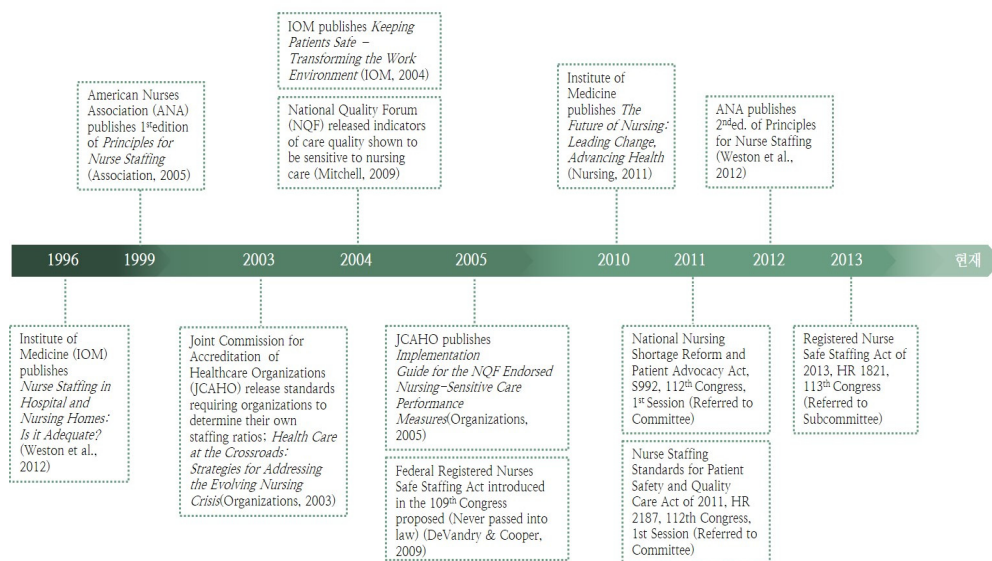 IOM publishes Keeping
Patients Safe –
Transforming the Work
Environment (IOM, 2004)
American Nurses
Association (ANA)
publishes 1stedition
of Principles for
Nurse Staffing
(Association, 2005)
National Quality Forum
(NQF) released indicators
of care quality shown to
be sensitive to nursing
care (Mitchell, 2009)
Institute of
Medicine
publishes The
Future of Nursing:
Leading Change,
Advancing Health
(Nursing, 2011)
ANA publishes
2nded. of Principles
for Nurse Staffing
(Weston et al.,
2012)
1996 1999 2003 2004 2005 2010 2011 2012 2013 현재
Institute of
Medicine (IOM)
publishes
Nurse Staffing in
Hospital and
Nursing Homes:
Is it Adequate?
(Weston et al.,
2012)
Joint Commission for
Accreditation of
Healthcare Organizations
(JCAHO) release standards
requiring organizations to
determine their own
staffing ratios; Health Care
at the Crossroads:
Strategies for Addressing
the Evolving Nursing
Crisis(Organizations, 2003)
JCAHO publishes
Implementation
Guide for the NQF Endorsed
Nursing-Sensitive Care
Performance
Measures(Organizations,
2005)
Federal Registered Nurses
Safe Staffing Act introduced
in the 109th Congress
proposed (Never passed into
law) (DeVandry & Cooper,
2009)
National Nursing
Shortage Reform and
Patient Advocacy Act,
S992, 112th Congress,
1st Session (Referred to
Committee)
Nurse Staffing
Standards for Patient
Safety and Quality
Care Act of 2011, HR
2187, 112th Congress,
1st Session (Referred to
Committee)
Registered Nurse
Safe Staffing Act of
2013, HR 1821,
113th Congress
(Referred to
Subcommittee)